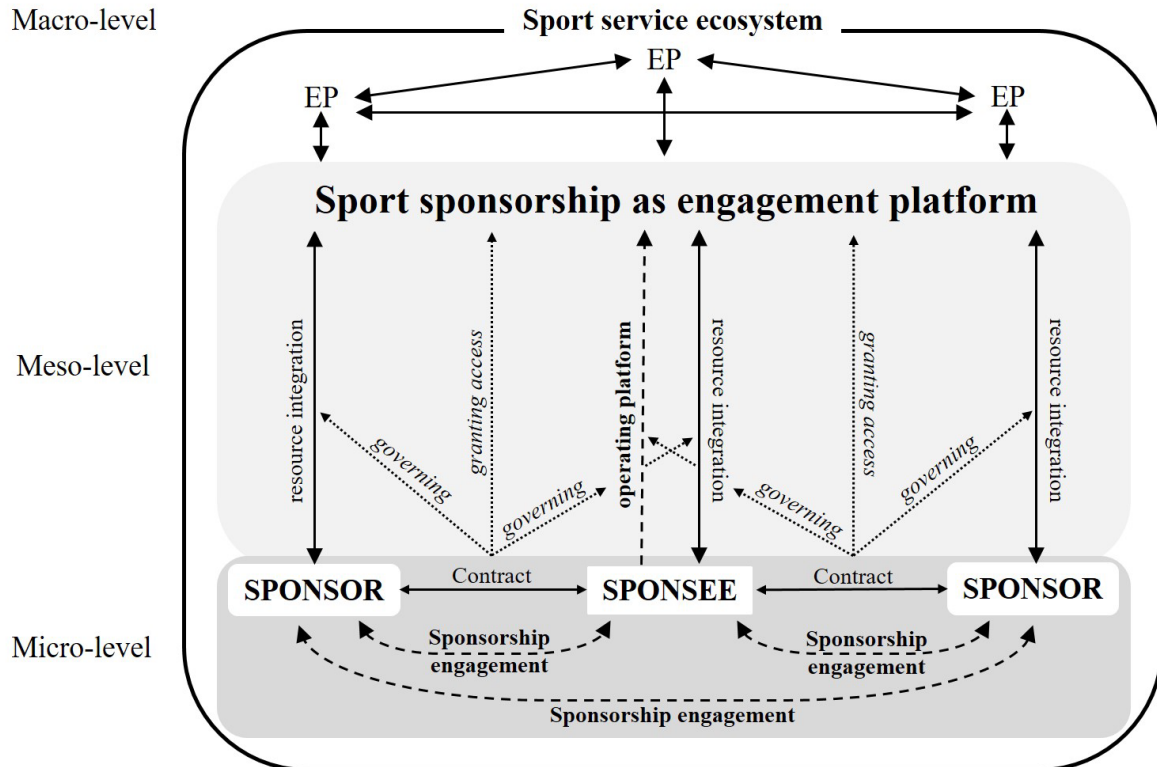 Macro-level
Sport service ecosystem
EP
EP
EP
Sport sponsorship as engagement platform
Meso-level
resource integration
governing
granting access
governing
operating platform
resource integration
governing
granting access
governing
resource integration
SPONSOR
Contract
SPONSEE
Contract
SPONSOR
Micro-level
Sponsorship
engagement
Sponsorship
engagement
Sponsorship engagement